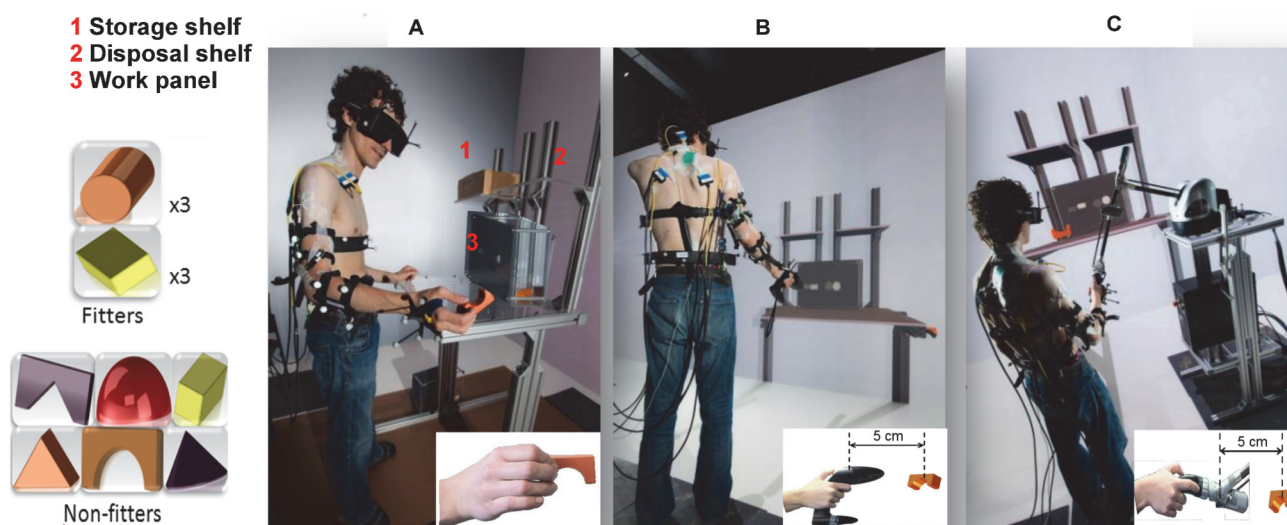 1 Storage shelf
2 Disposal shelf
3 Work panel
x3
x3
Fitters
Non-fitters
A
1
2
3
B
5 cm
C
5 cm